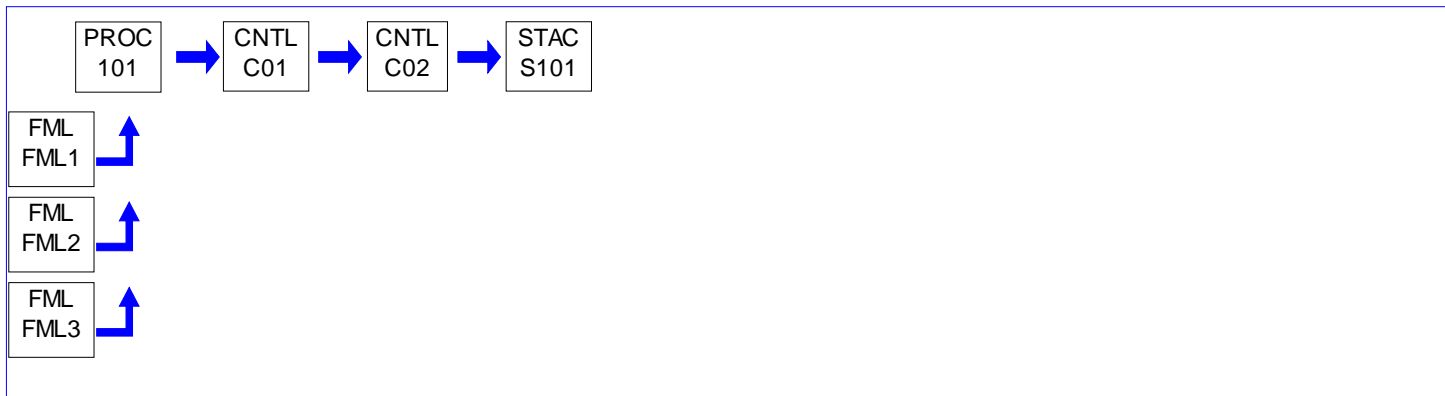 PROC
101
CNTL
C01
CNTL
C02
STAC
S101
FML
FML1
FML
FML2
FML
FML3